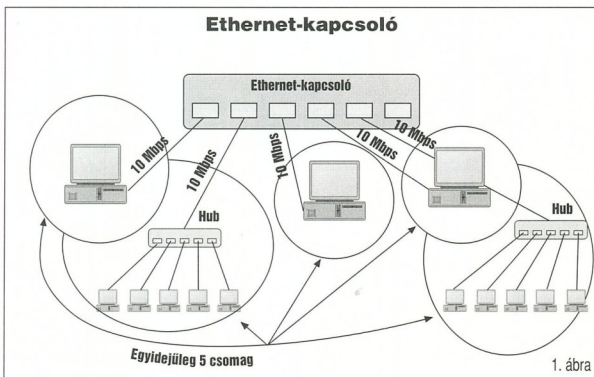 Ethernet-kapcsoló
Ethernet-kapcsoló
10 Mbps
10 Mbps
10 Mbps
10 Mbps
10 Mbps
Hub
Hub
Egyidejűleg 5 csomag
1. ábra